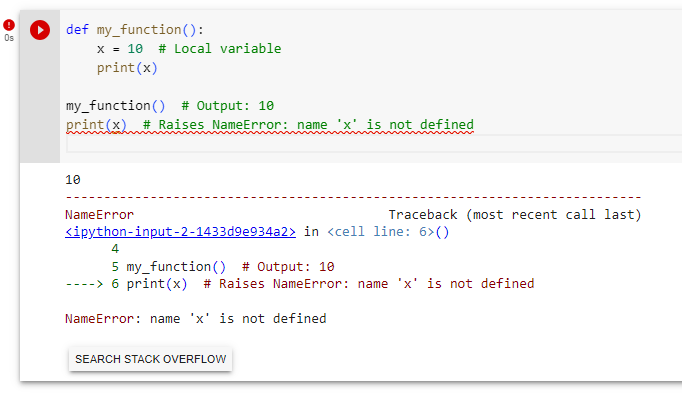 0s
def my_function():
    x = 10  # Local variable
    print(x)
my_function()  # Output: 10
print(x)  # Raises NameError: name 'x' is not defined
10
---------------------------------------------------------------------------
NameError                                 Traceback (most recent call last)
<ipython-input-2-1433d9e934a2> in <cell line: 6>()
      4
      5 my_function()  # Output: 10
----> 6 print(x)  # Raises NameError: name 'x' is not defined
NameError: name 'x' is not defined
SEARCH STACK OVERFLOW